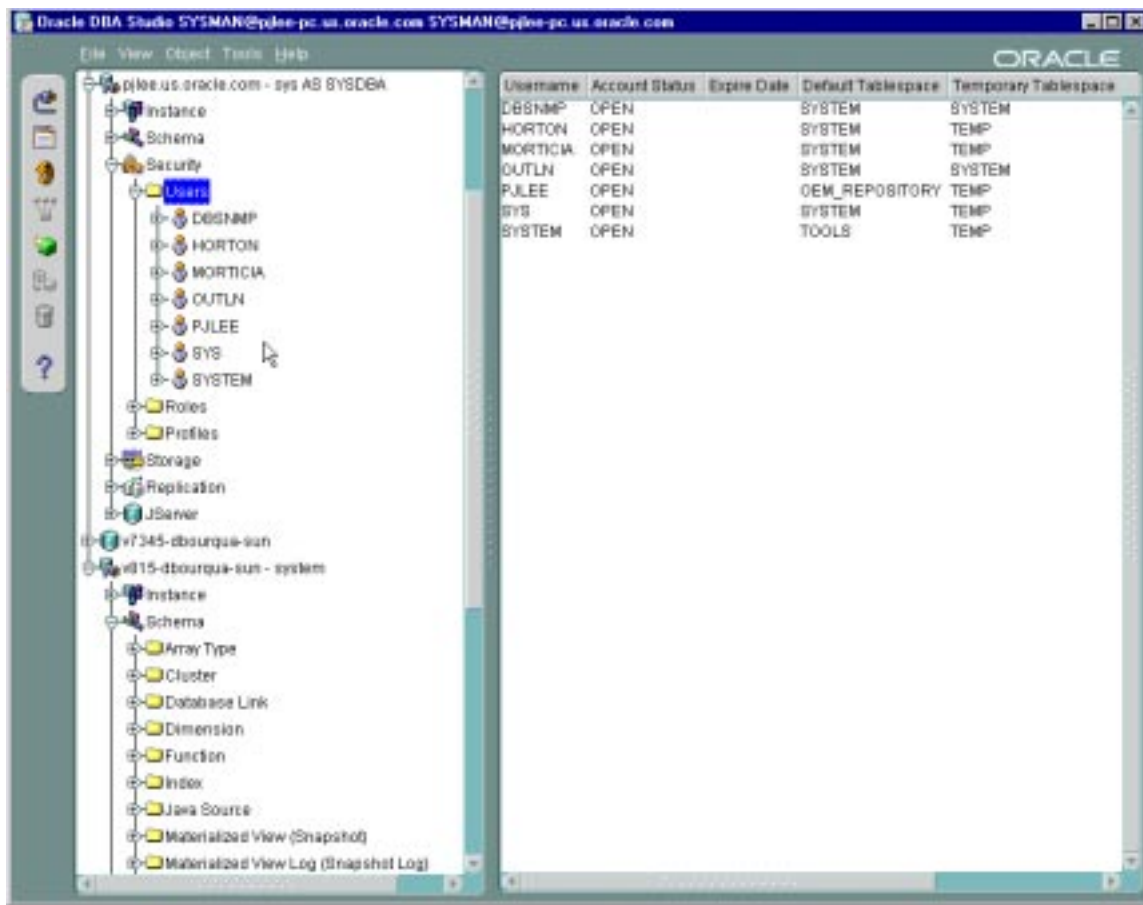 Oracle DBA Studio SYSMAN@pjlee-pc.us.oracle.com SYSMAN@pjlee-pc.us.oracle.com
File View Object Tools Help
ORACLE
pjlee.us.oracle.com - sys AS SYSDBA
Instance
Schema
Security
Users
DBSNMP
HORTON
MORTICIA
OUTLN
PJLEE
SYS
SYSTEM
Roles
Profiles
Storage
Replication
JServer
v7345-dbourqua-sun
v815-dbourqua-sun - system
Instance
Schema
Array Type
Cluster
Database Link
Dimension
Function
Index
Java Source
Materialized View (Snapshot)
Materialized View Log (Snapshot Log)
Username Account Status Expire Date Default Tablespace Temporary Tablespace
DBSNMP OPEN SYSTEM SYSTEM
HORTON OPEN SYSTEM TEMP
MORTICIA OPEN SYSTEM TEMP
OUTLN OPEN SYSTEM SYSTEM
PJLEE OPEN OEM_REPOSITORY TEMP
SYS OPEN SYSTEM TEMP
SYSTEM OPEN TOOLS TEMP